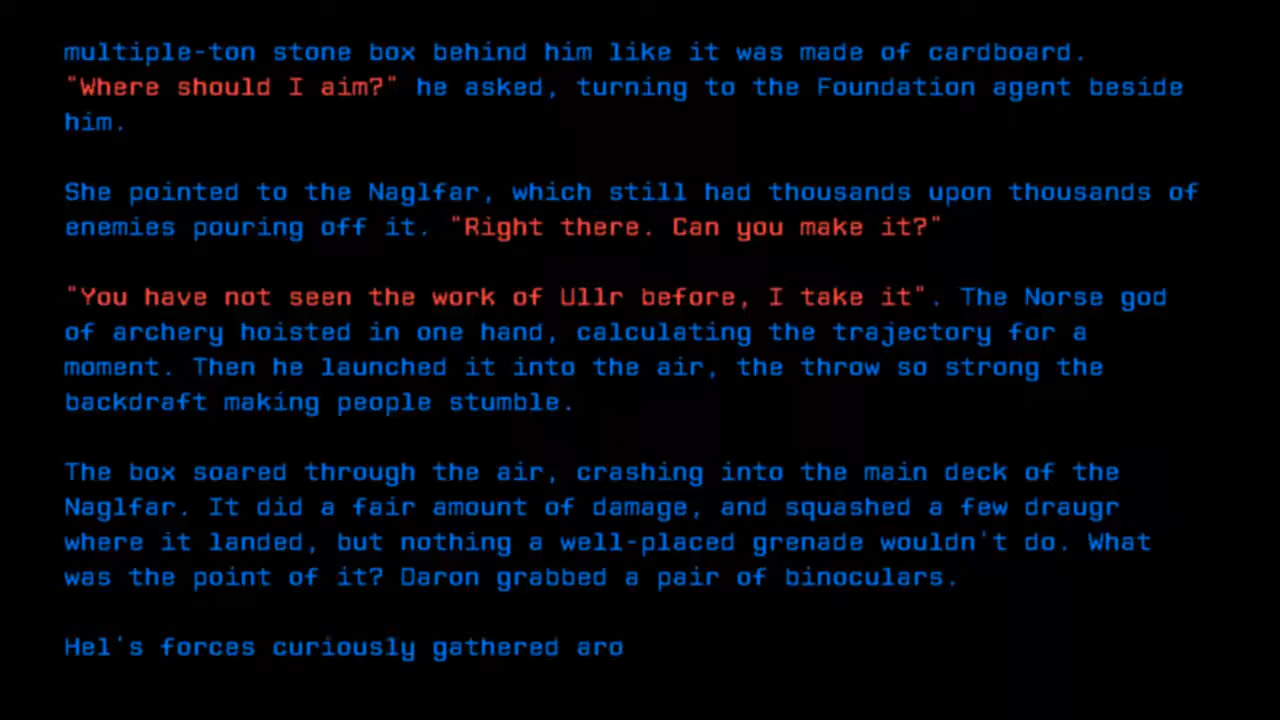 multiple-ton stone box behind him like it was made of cardboard.
"Where should I aim?" he asked, turning to the Foundation agent beside
him.
She pointed to the Naglfar, which still had thousands upon thousands of
enemies pouring off it. "Right there. Can you make it?"
"You have not seen the work of Ullr before, I take it". The Norse god
of archery hoisted in one hand, calculating the trajectory for a
moment. Then he launched it into the air, the throw so strong the
backdraft making people stumble.
The box soared through the air, crashing into the main deck of the
Naglfar. It did a fair amount of damage, and squashed a few draugr
where it landed, but nothing a well-placed grenade wouldn't do. What
was the point of it? Daron grabbed a pair of binoculars.
Hel's forces curiously gathered aro